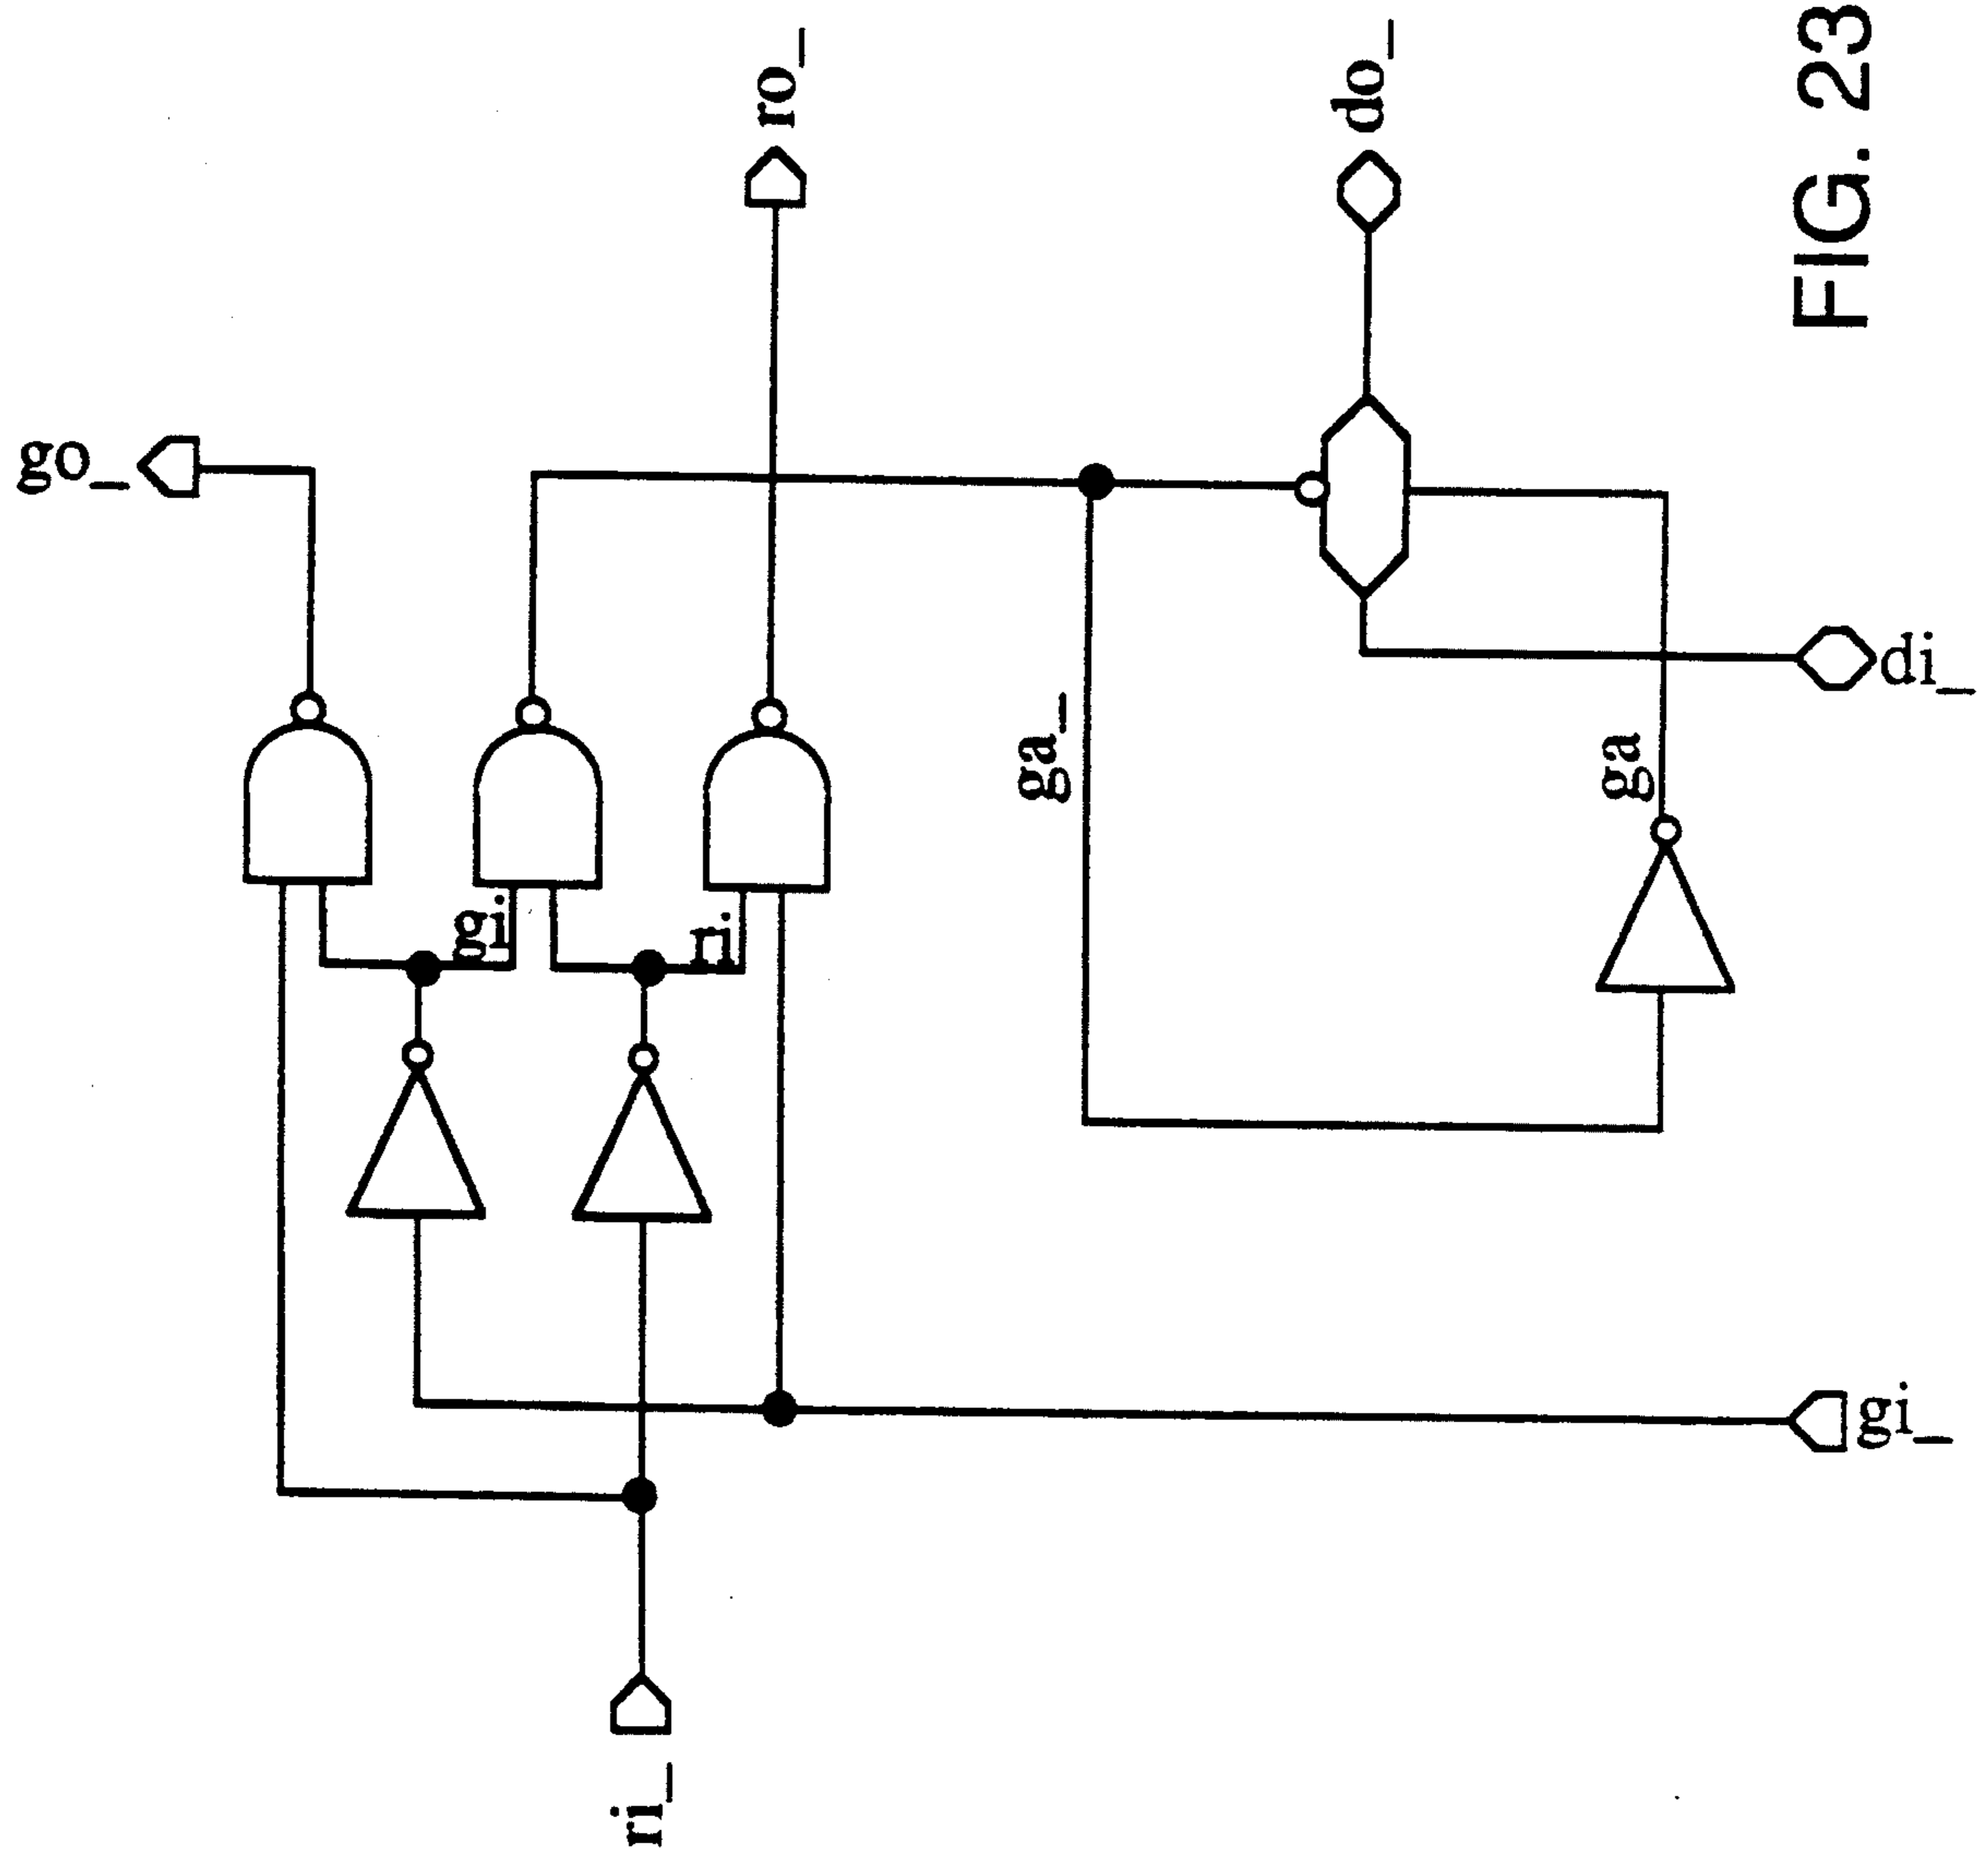 go_
ro_
gi
ri
ga_
do_
ga
di_
ri_
gi_
FIG. 23